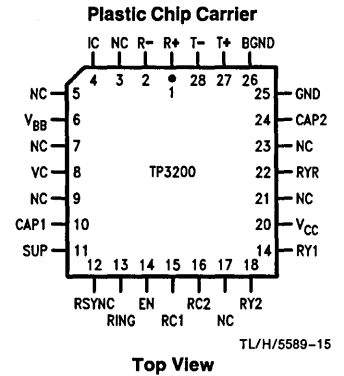 Plastic Chip Carrier
IC NC R− R+ T− T+ BGND
4 3 2 1 28 27 26
NC 5 25 GND
VBB 6 24 CAP2
NC 7 23 NC
VC 8 TP3200 22 RYR
NC 9 21 NC
CAP1 10 20 VCC
SUP 11 14 RY1
12 13 14 15 16 17 18
RSYNC EN RC2 RY2
RING RC1 NC
TL/H/5589-15
Top View